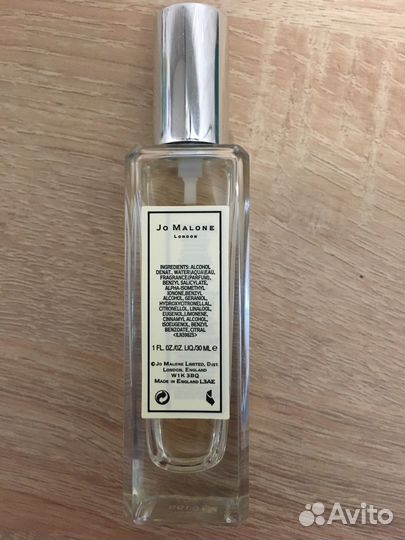 JO MALONE
LONDON
INGREDIENTS: ALCOHOL
DENAT., WATER\AQUA\EAU,
FRAGRANCE (PARFUM),
BENZYL SALICYLATE,
ALPHA-ISOMETHYL
IONONE, BENZYL
ALCOHOL, GERANIOL,
HYDROXYCITRONELLAL,
CITRONELLOL, LINALOOL,
EUGENOL, LIMONENE,
CINNAMYL ALCOHOL,
ISOEUGENOL, BENZYL
BENZOATE, CITRAL
<ILN39825>
1 FL.OZ./OZ. LIQ./30 ML ℮
© JO MALONE LIMITED, DIST.
LONDON, ENGLAND
W1K 3BQ
MADE IN ENGLAND L3AE
Avito